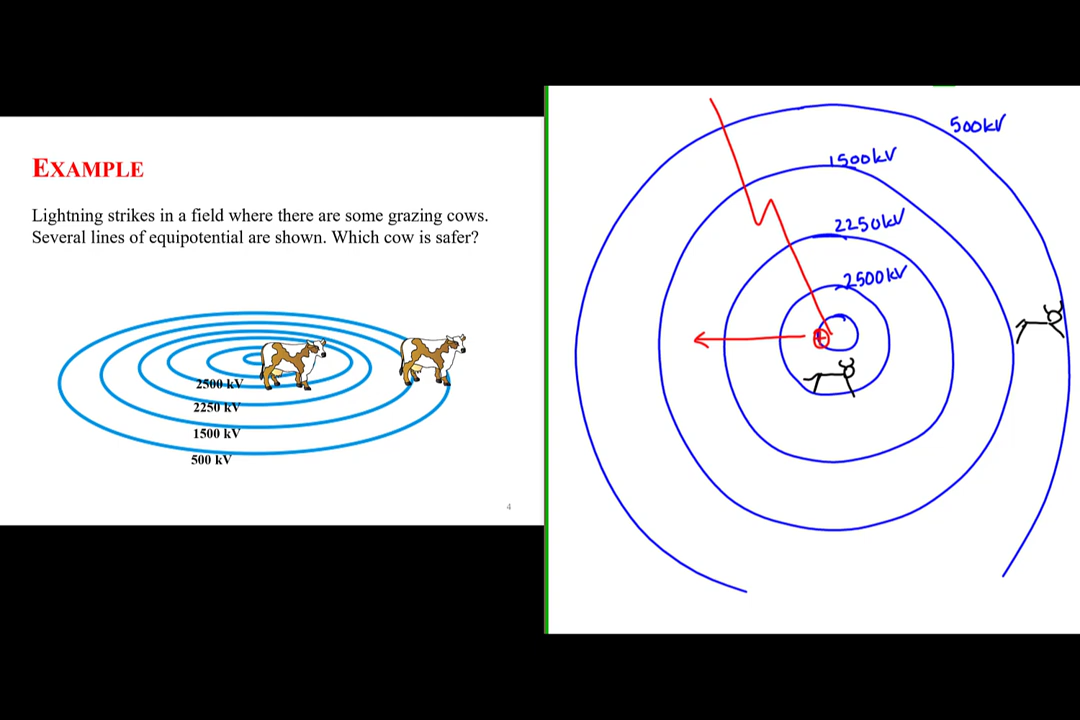 EXAMPLE
Lightning strikes in a field where there are some grazing cows.
Several lines of equipotential are shown. Which cow is safer?
2500 kV
2250 kV
1500 kV
500 kV
4
500kV
1500kV
2250kV
2500kV
+